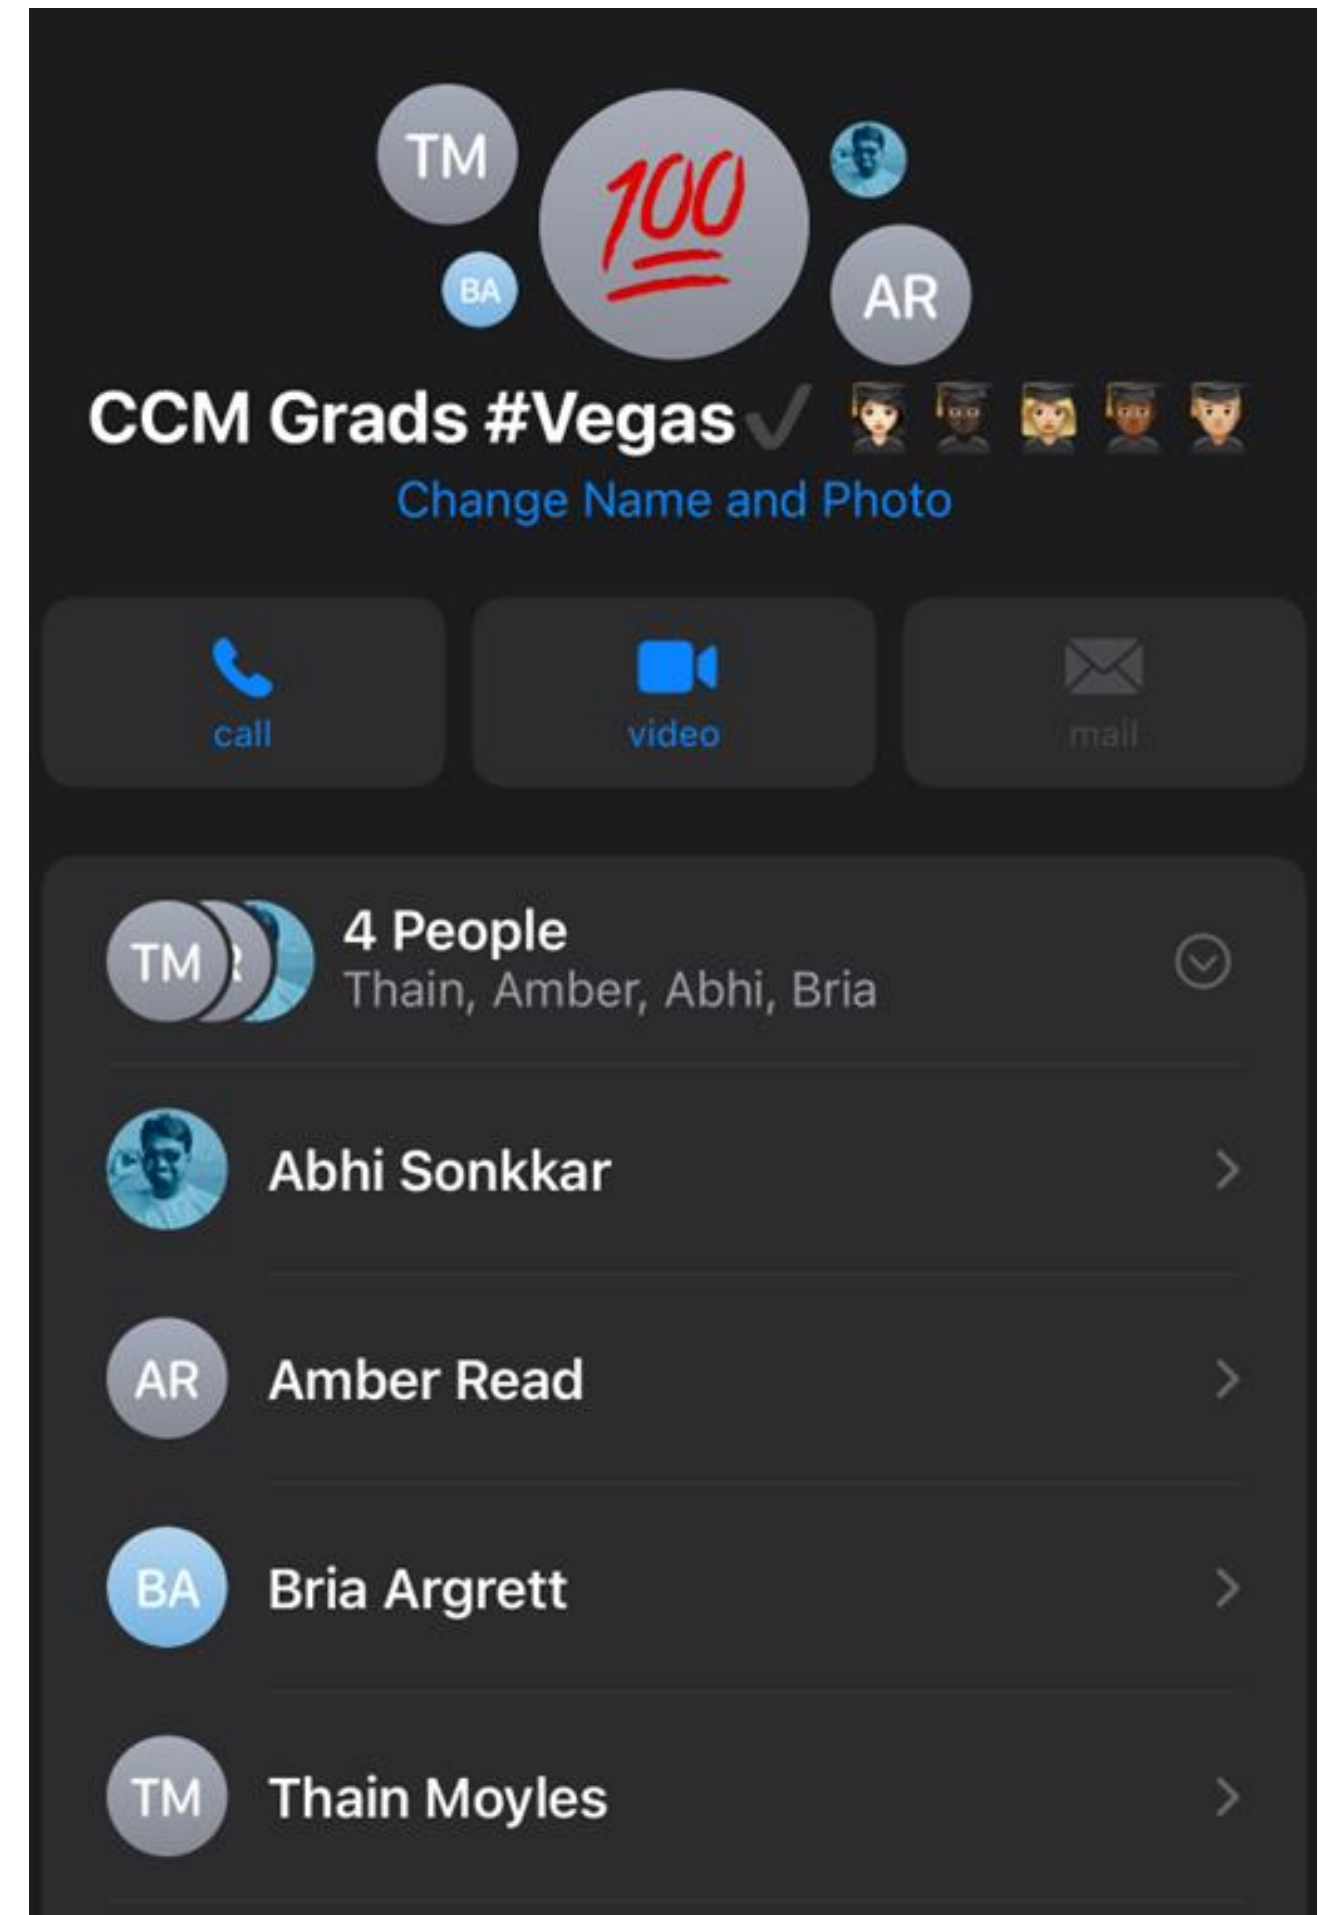 TM
💯
BA
AR
CCM Grads #Vegas✔️ 👩🏻‍🎓👨🏿‍🎓👩🏼‍🎓👨🏾‍🎓👨🏼‍🎓
Change Name and Photo
call
video
mail
TM
R
4 People
Thain, Amber, Abhi, Bria
Abhi Sonkkar
AR
Amber Read
BA
Bria Argrett
TM
Thain Moyles